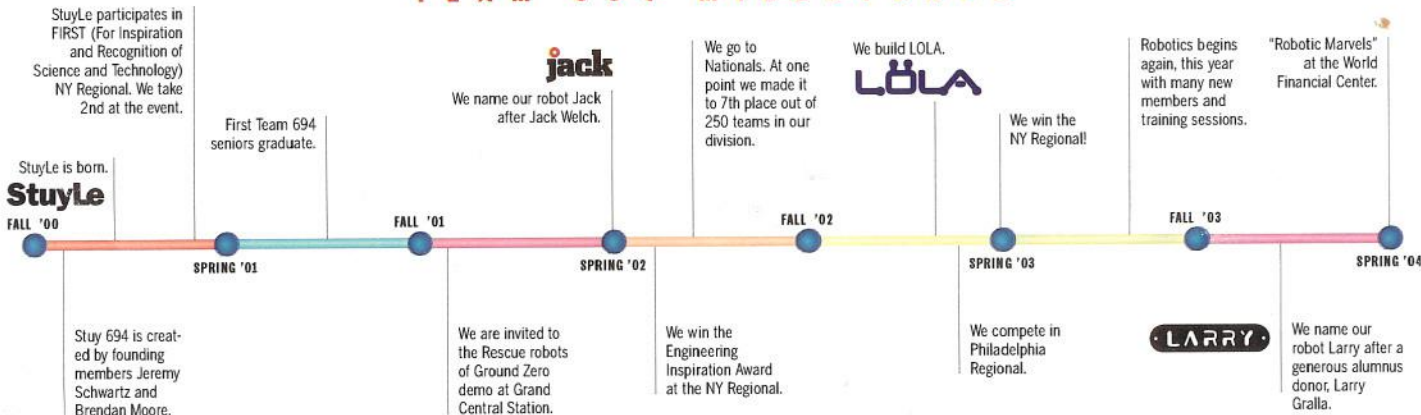 StuyLe participates in
FIRST (For Inspiration
and Recognition of
Science and Technology)
NY Regional. We take
2nd at the event.
StuyLe is born.
StuyLe
First Team 694
seniors graduate.
jack
We name our robot Jack
after Jack Welch.
We go to
Nationals. At one
point we made it
to 7th place out of
250 teams in our
division.
We build LOLA.
LÖLA
We win the
NY Regional!
Robotics begins
again, this year
with many new
members and
training sessions.
"Robotic Marvels"
at the World
Financial Center.
FALL '00
SPRING '01
FALL '01
SPRING '02
FALL '02
SPRING '03
FALL '03
SPRING '04
Stuy 694 is creat-
ed by founding
members Jeremy
Schwartz and
Brendan Moore.
We are invited to
the Rescue robots
of Ground Zero
demo at Grand
Central Station.
We win the
Engineering
Inspiration Award
at the NY Regional.
We compete in
Philadelphia
Regional.
LARRY
We name our
robot Larry after a
generous alumnus
donor, Larry
Gralla.